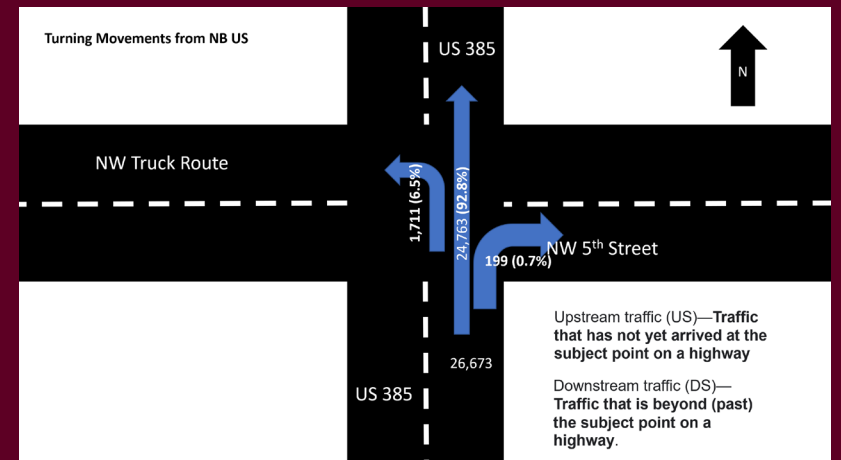 Turning Movements from NB US
US 385
N
NW Truck Route
1,711 (6.5%)
24,763 (92.8%)
199 (0.7%)
NW 5th Street
26,673
US 385
Upstream traffic (US)—Traffic
that has not yet arrived at the
subject point on a highway
Downstream traffic (DS)—
Traffic that is beyond (past)
the subject point on a
highway.